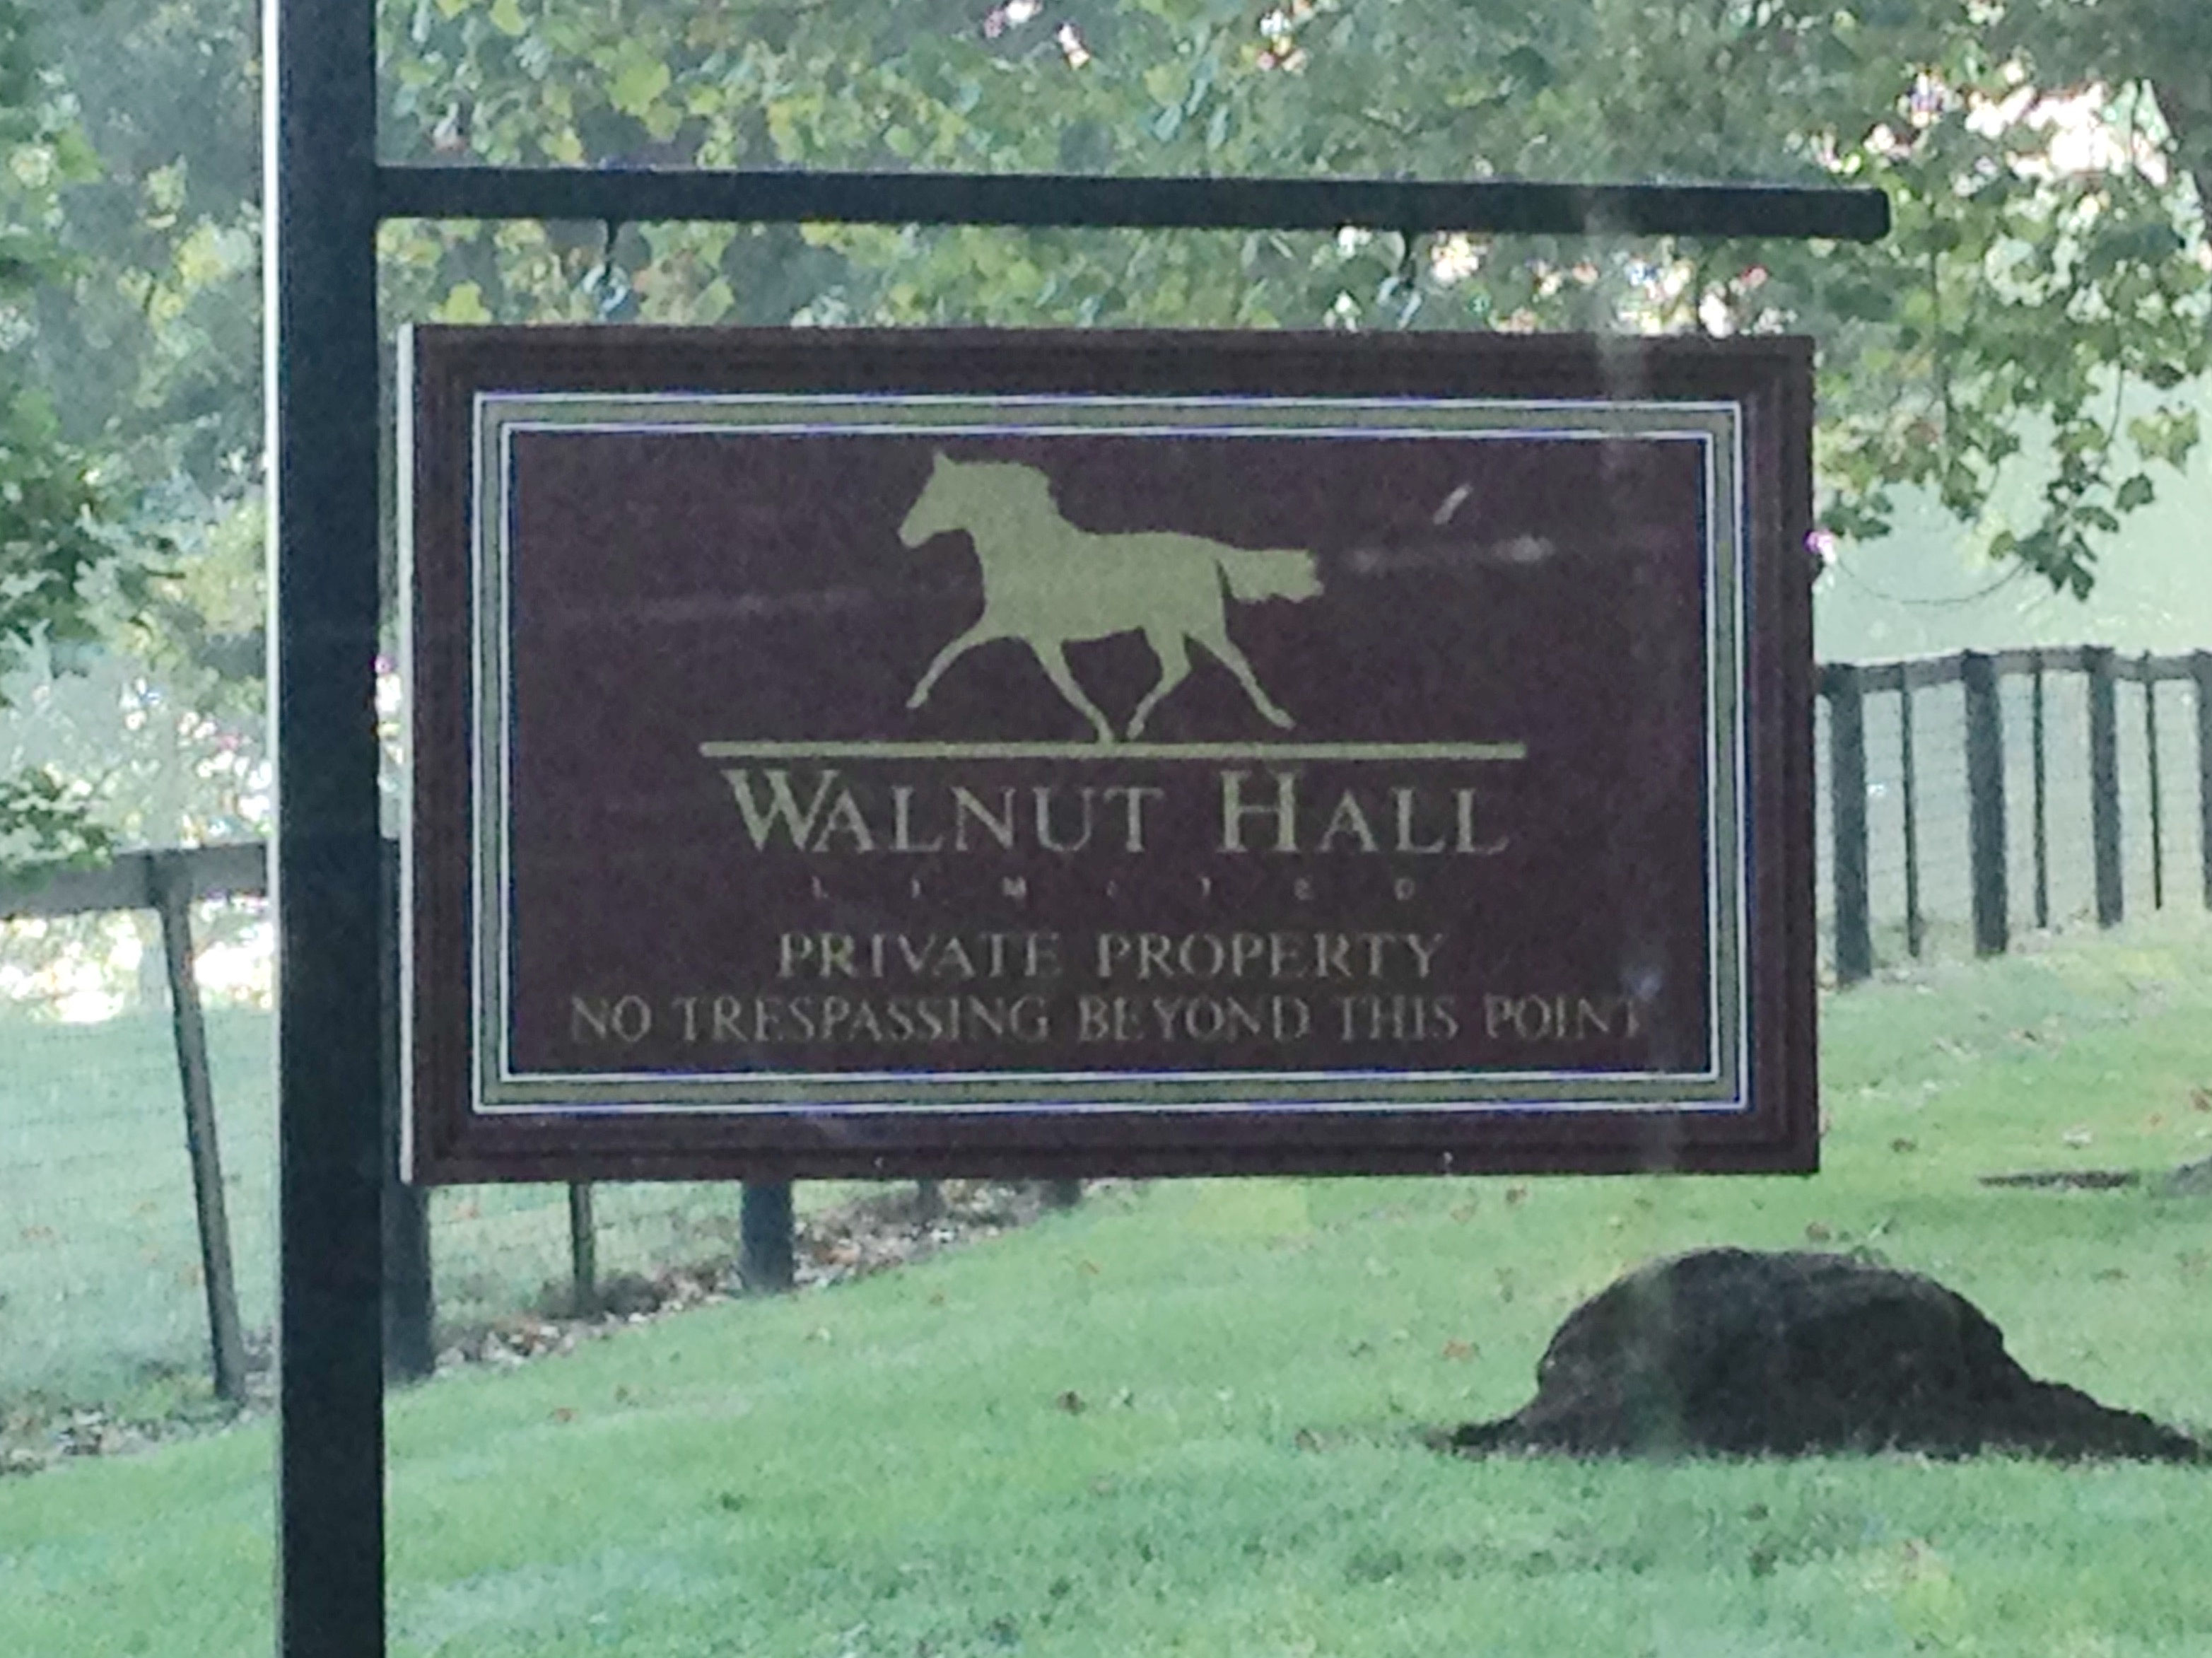 WALNUT HALL
LIMITED
PRIVATE PROPERTY
NO TRESPASSING BEYOND THIS POINT